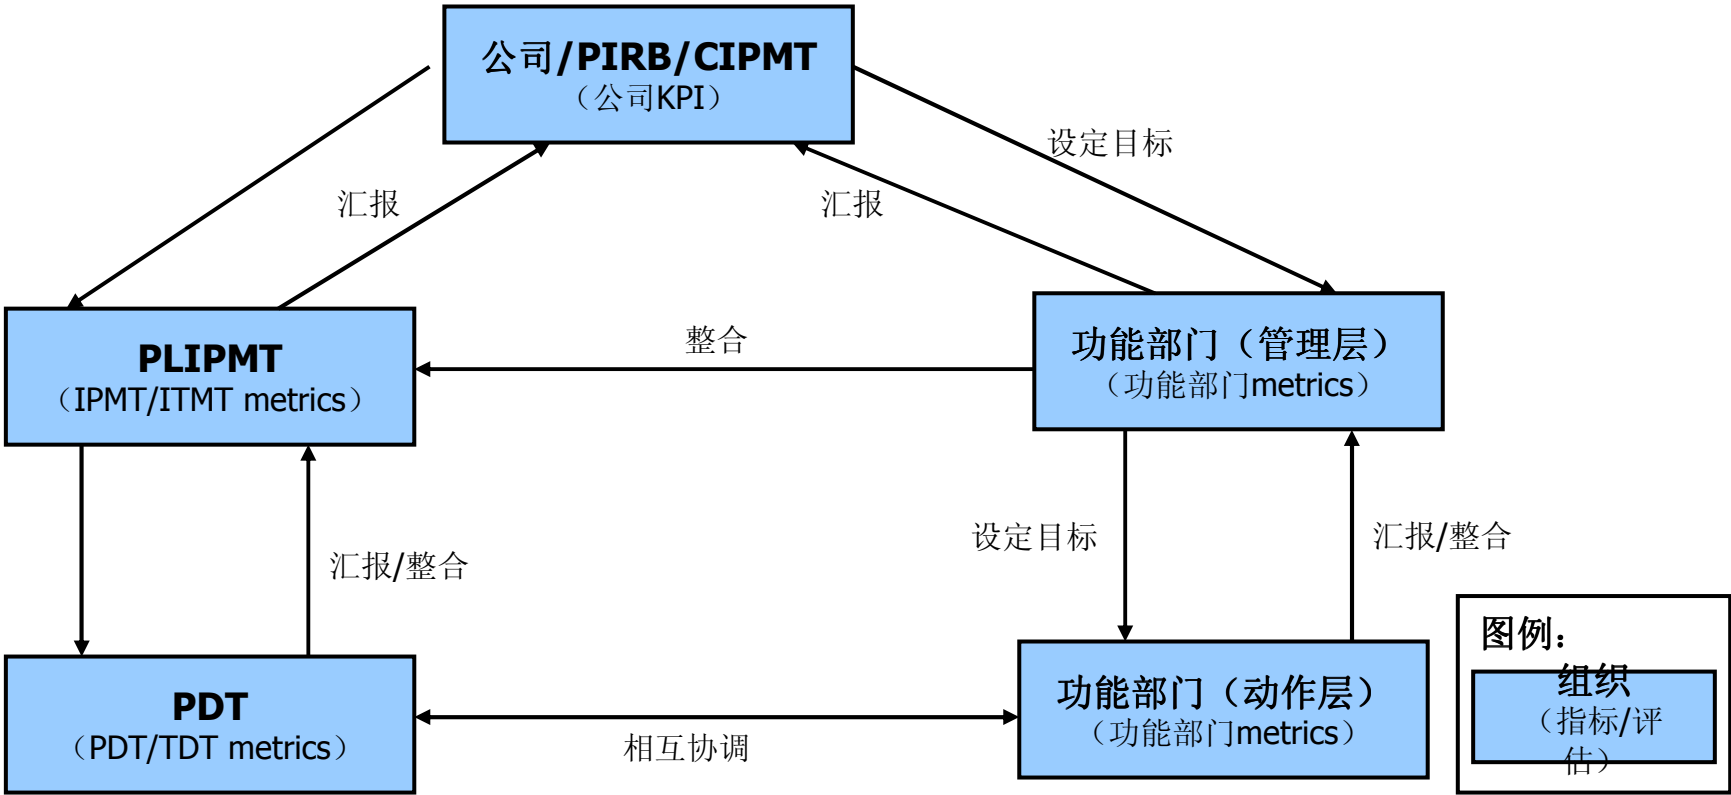 公司/PIRB/CIPMT
（公司KPI）
设定目标
汇报
汇报
PLIPMT
（IPMT/ITMT metrics）
整合
功能部门（管理层）
（功能部门metrics）
汇报/整合
设定目标
汇报/整合
PDT
（PDT/TDT metrics）
相互协调
功能部门（动作层）
（功能部门metrics）
图例：
组织
（指标/评
估）